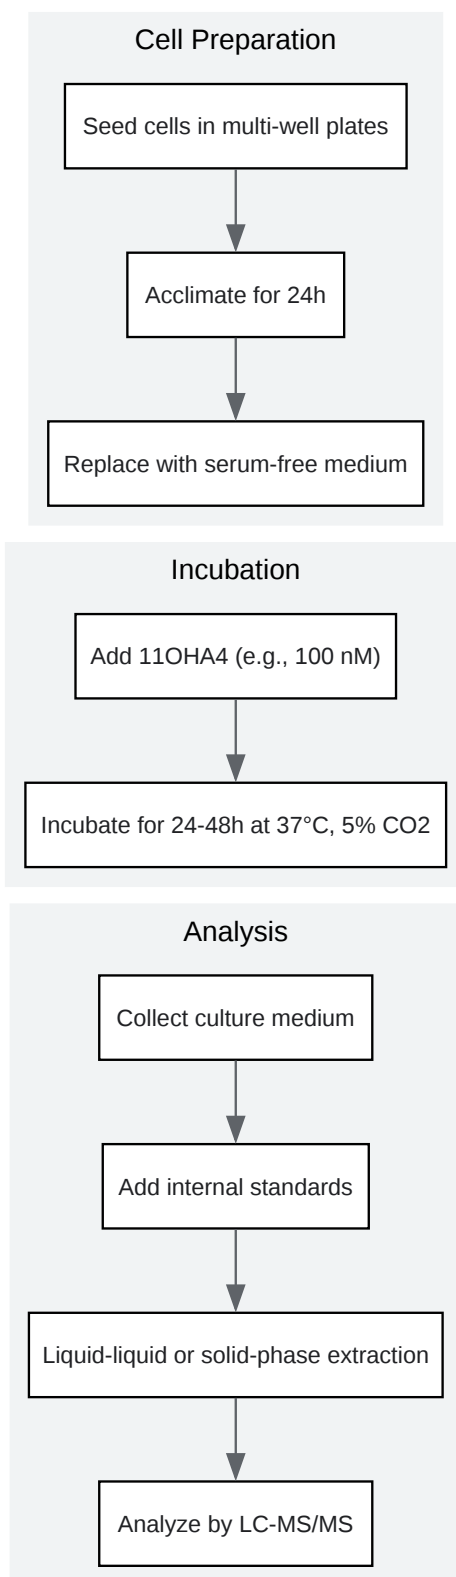 Cell Preparation
Seed cells in multi-well plates
Acclimate for 24h
Replace with serum-free medium
Incubation
Add 11OHA4 (e.g., 100 nM)
Incubate for 24-48h at 37°C, 5% CO2
Analysis
Collect culture medium
Add internal standards
Liquid-liquid or solid-phase extraction
Analyze by LC-MS/MS